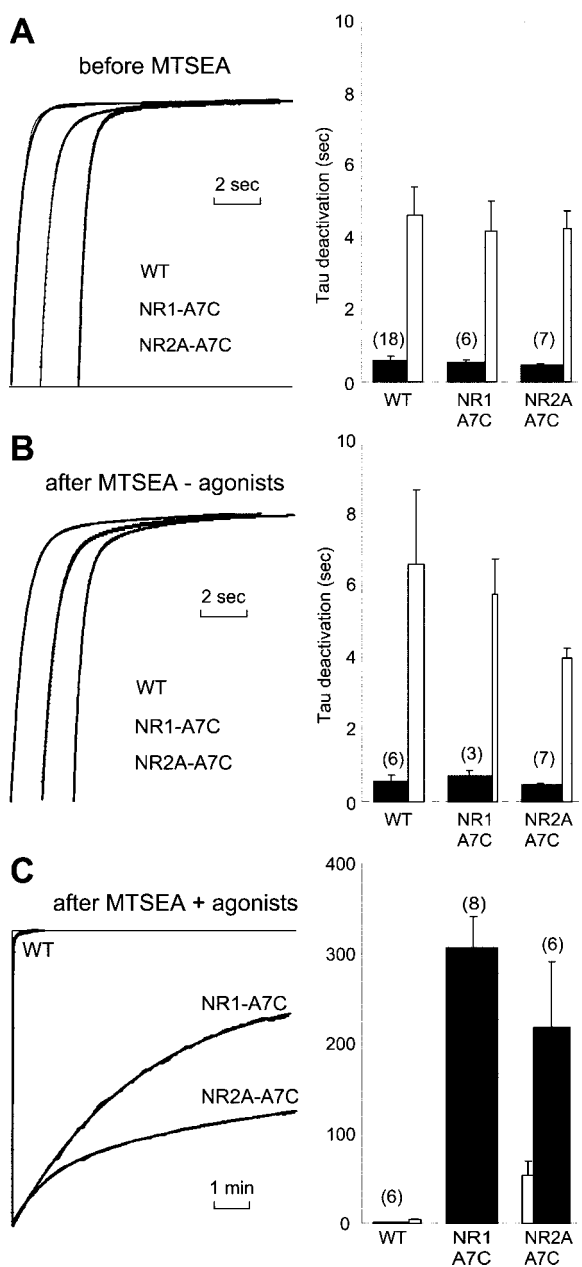 A
before MTSEA
2 sec
WT
NR1-A7C
NR2A-A7C
10
8
6
4
2
0
Tau deactivation (sec)
(18)
(6)
(7)
WT
NR1
A7C
NR2A
A7C
B
after MTSEA - agonists
2 sec
WT
NR1-A7C
NR2A-A7C
10
8
6
4
2
0
Tau deactivation (sec)
(6)
(3)
(7)
WT
NR1
A7C
NR2A
A7C
C
after MTSEA + agonists
WT
NR1-A7C
NR2A-A7C
1 min
400
300
200
100
0
(6)
(8)
(6)
WT
NR1
A7C
NR2A
A7C